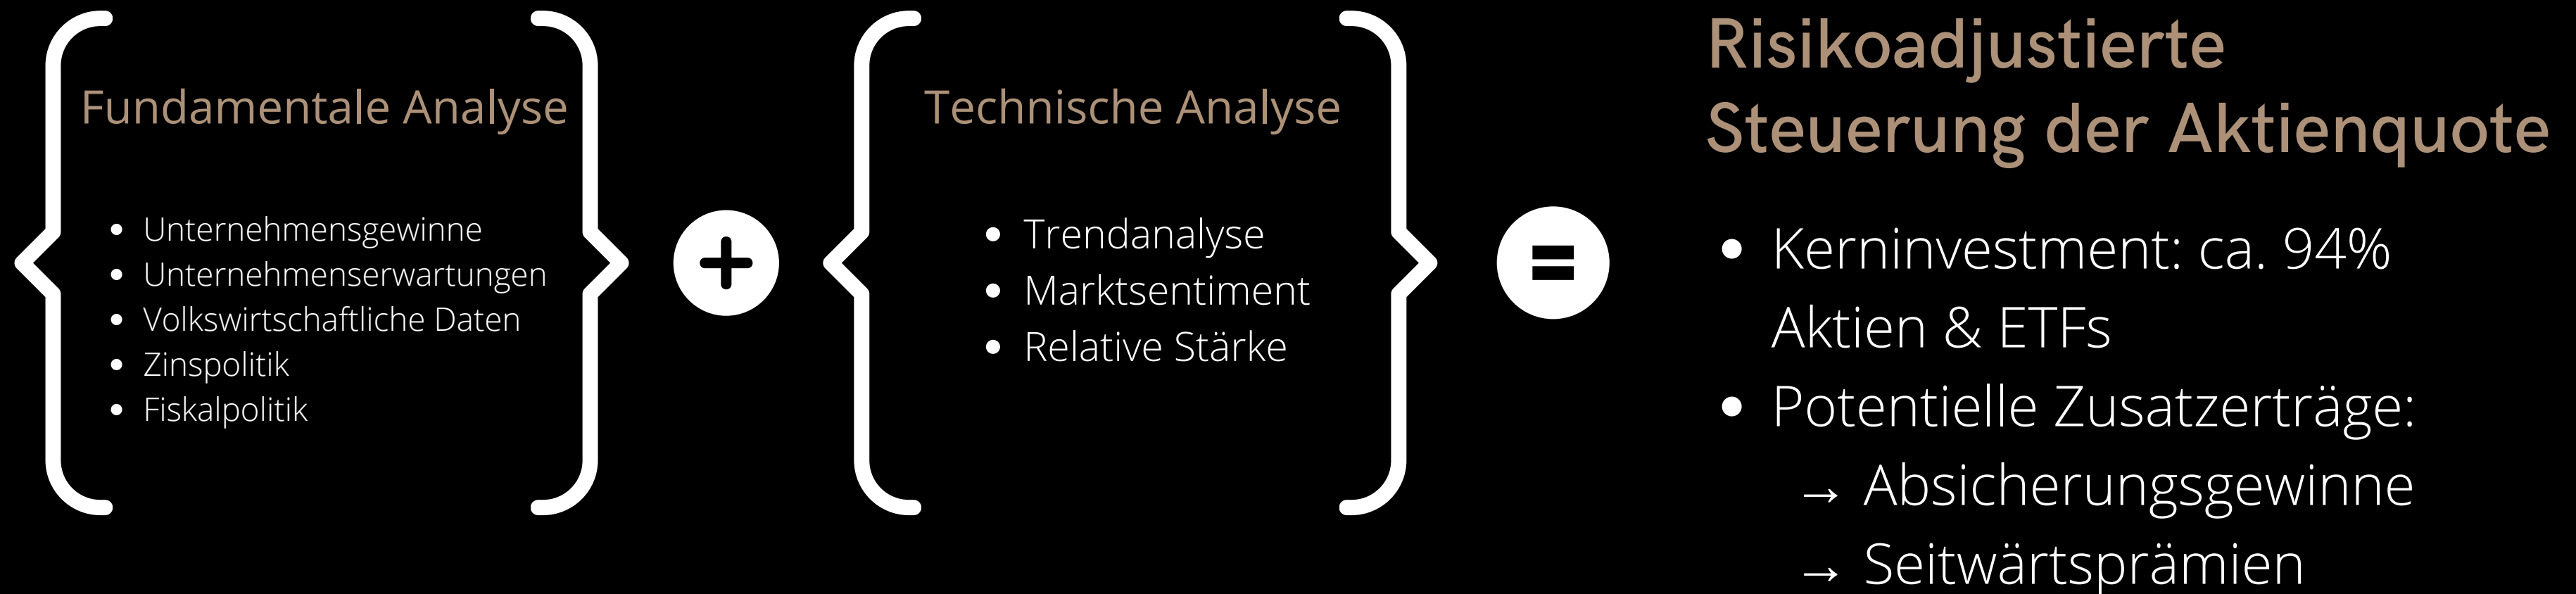 Fundamentale Analyse
• Unternehmensgewinne
• Unternehmenserwartungen
• Volkswirtschaftliche Daten
• Zinspolitik
• Fiskalpolitik
+
Technische Analyse
• Trendanalyse
• Marktsentiment
• Relative Stärke
=
Risikoadjustierte
Steuerung der Aktienquote
• Kerninvestment: ca. 94%
Aktien & ETFs
• Potentielle Zusatzerträge:
→ Absicherungsgewinne
→ Seitwärtsprämien